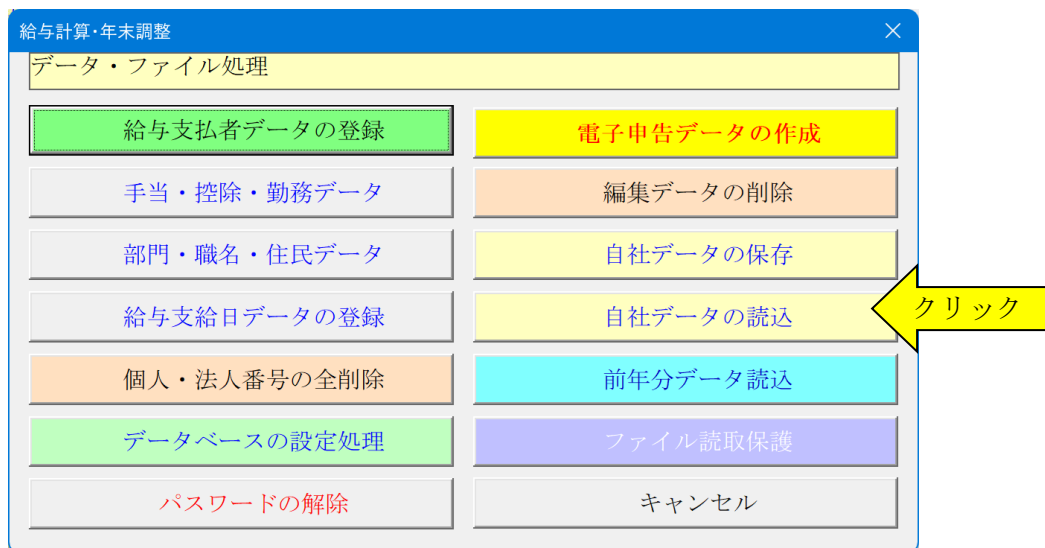 給与計算・年末調整
データ・ファイル処理
給与支払者データの登録
電子申告データの作成
手当・控除・勤務データ
編集データの削除
部門・職名・住民データ
自社データの保存
給与支給日データの登録
自社データの読込
クリック
個人・法人番号の全削除
前年分データ読込
データベースの設定処理
ファイル読取保護
パスワードの解除
キャンセル